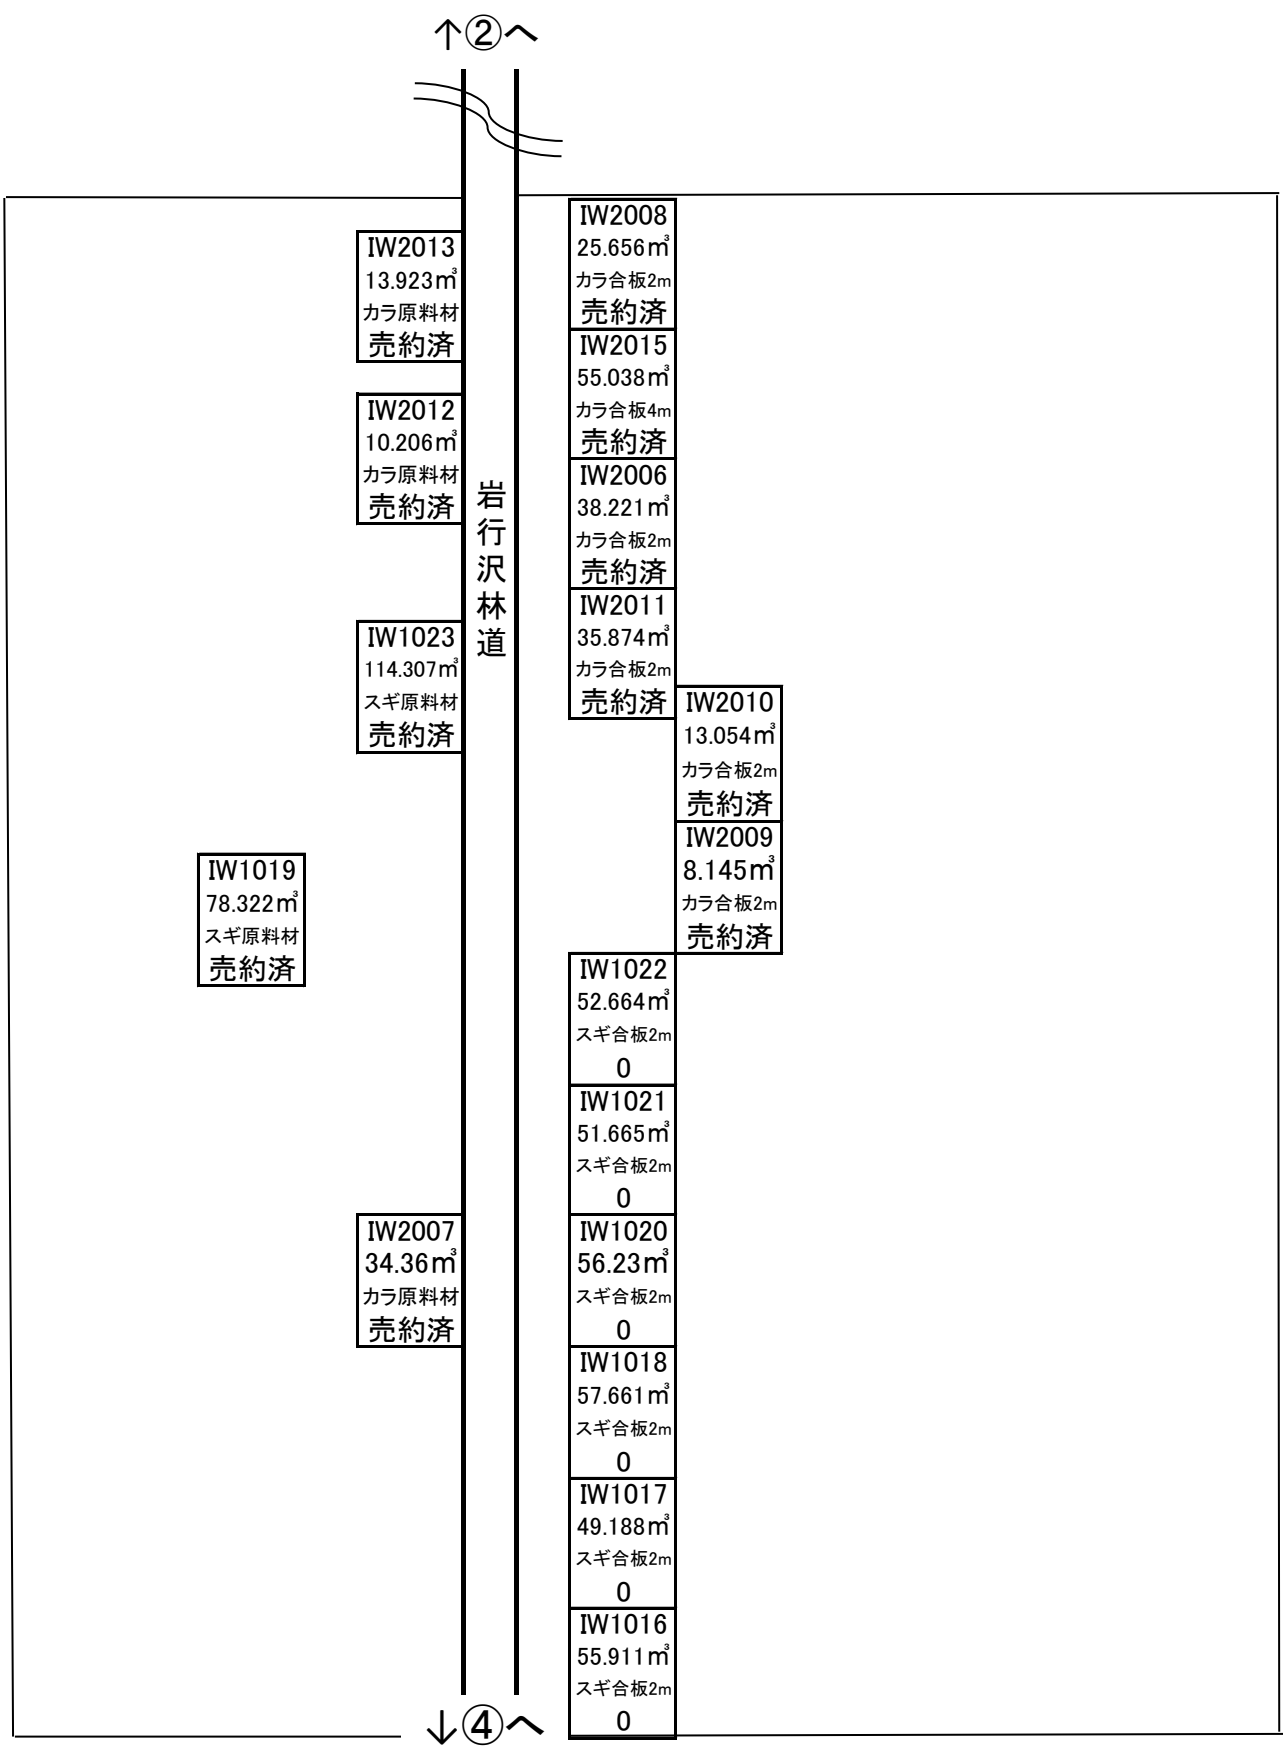 ↑②へ
IW2013
13.923㎥
カラ原料材
売約済
IW2012
10.206㎥
カラ原料材
売約済
IW1023
114.307㎥
スギ原料材
売約済
IW1019
78.322㎥
スギ原料材
売約済
IW2007
34.36㎥
カラ原料材
売約済
岩行沢林道
IW2008
25.656㎥
カラ合板2m
売約済
IW2015
55.038㎥
カラ合板4m
売約済
IW2006
38.221㎥
カラ合板2m
売約済
IW2011
35.874㎥
カラ合板2m
売約済
IW2010
13.054㎥
カラ合板2m
売約済
IW2009
8.145㎥
カラ合板2m
売約済
IW1022
52.664㎥
スギ合板2m
0
IW1021
51.665㎥
スギ合板2m
0
IW1020
56.23㎥
スギ合板2m
0
IW1018
57.661㎥
スギ合板2m
0
IW1017
49.188㎥
スギ合板2m
0
IW1016
55.911㎥
スギ合板2m
0
↓④へ